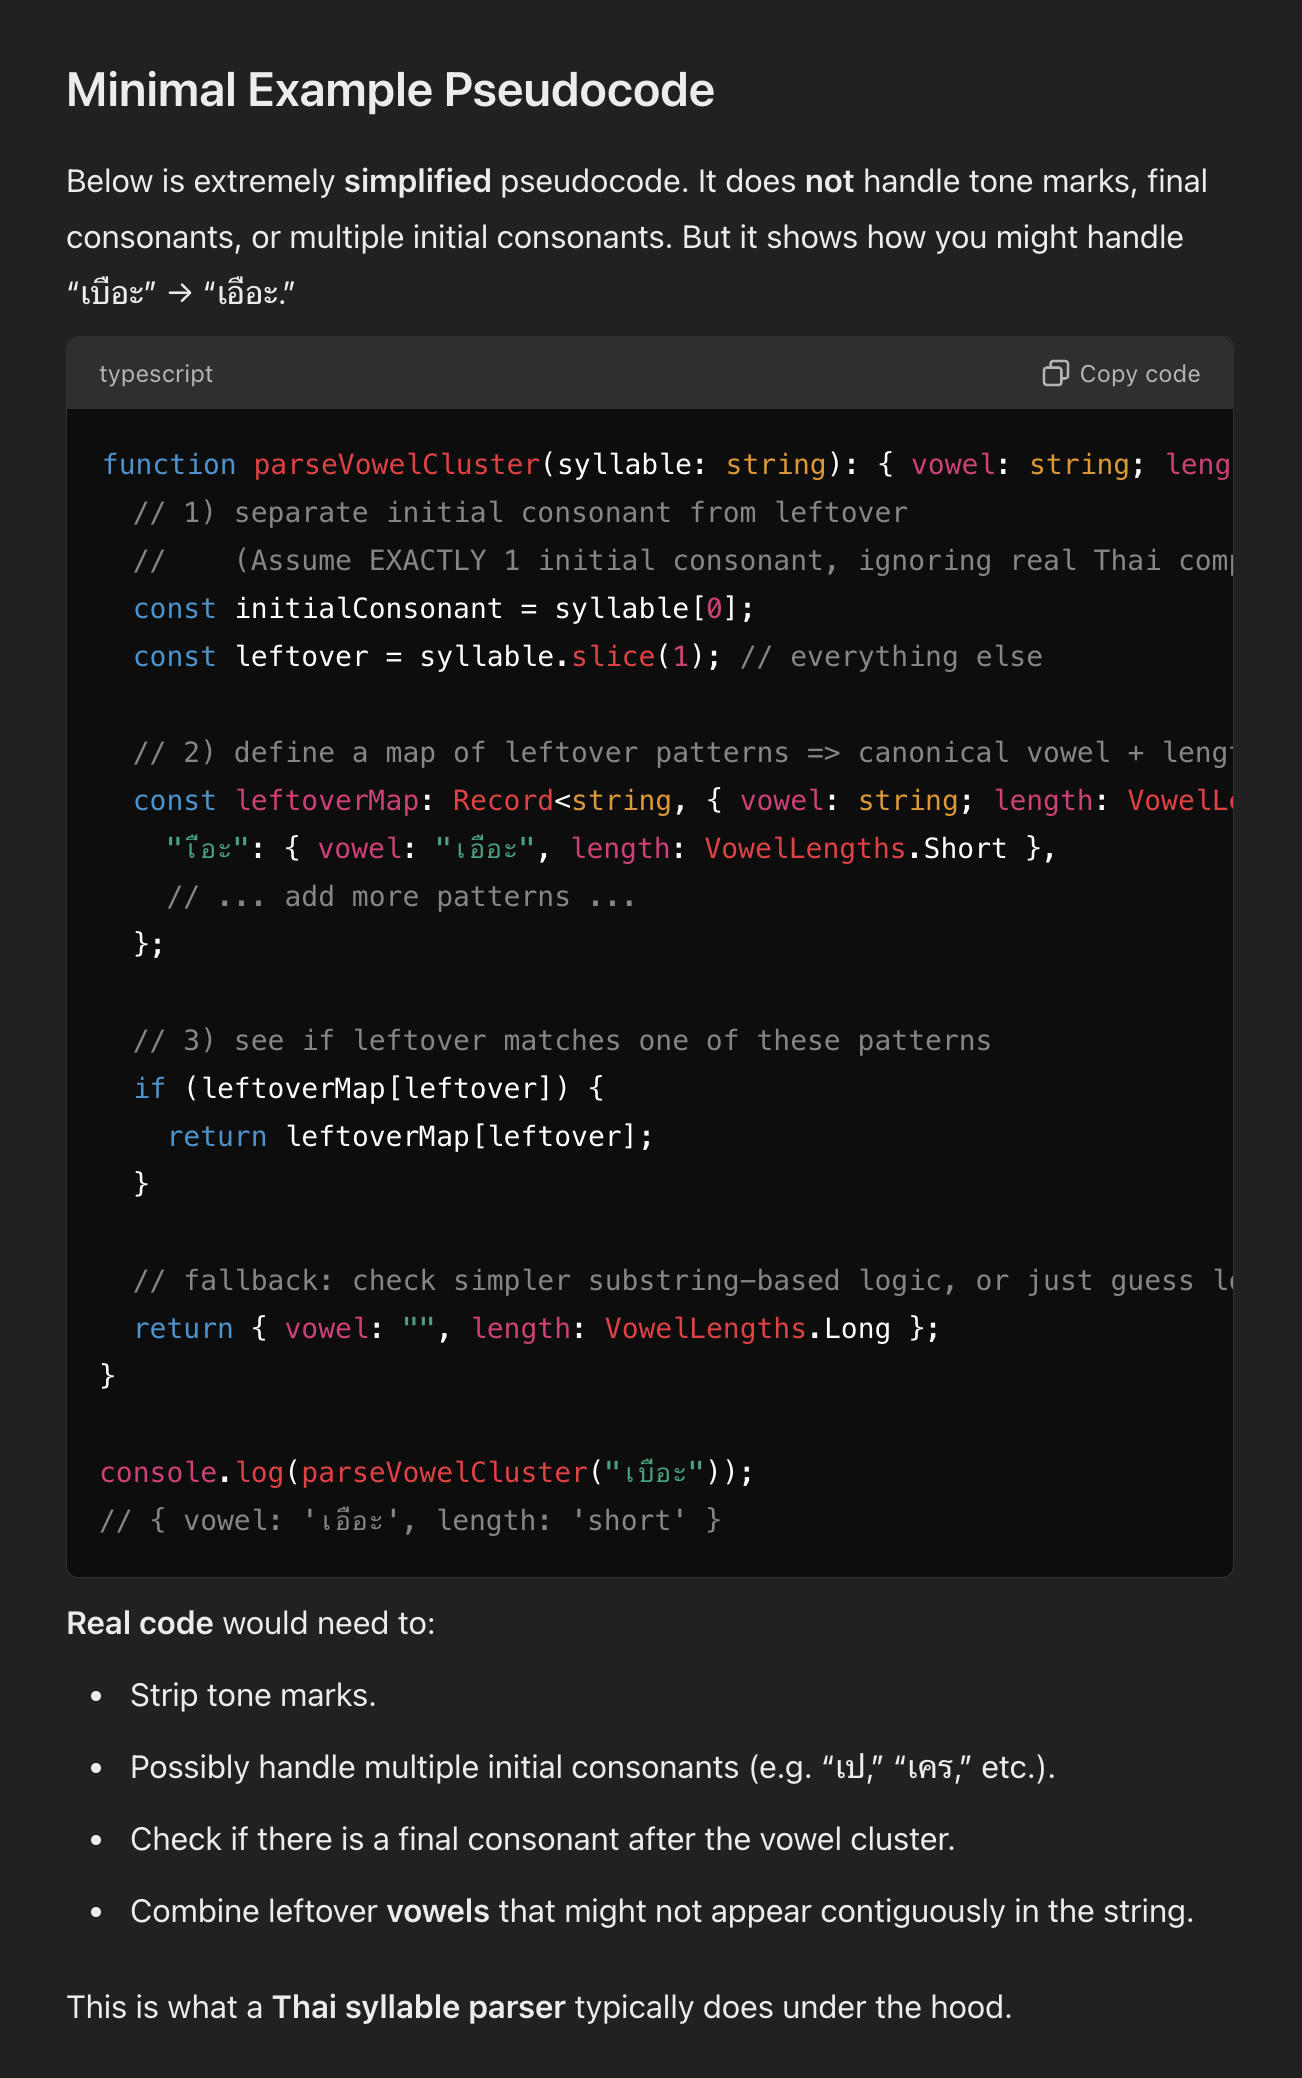 Minimal Example Pseudocode
Below is extremely simplified pseudocode. It does not handle tone marks, final
consonants, or multiple initial consonants. But it shows how you might handle
“เบือะ” → “เอือะ.”
typescript
Copy code
function parseVowelCluster(syllable: string): { vowel: string; leng
// 1) separate initial consonant from leftover
//    (Assume EXACTLY 1 initial consonant, ignoring real Thai comp
const initialConsonant = syllable[0];
const leftover = syllable.slice(1); // everything else
// 2) define a map of leftover patterns => canonical vowel + lengt
const leftoverMap: Record<string, { vowel: string; length: VowelLe
"เือะ": { vowel: "เอือะ", length: VowelLengths.Short },
// ... add more patterns ...
};
// 3) see if leftover matches one of these patterns
if (leftoverMap[leftover]) {
return leftoverMap[leftover];
}
// fallback: check simpler substring-based logic, or just guess lo
return { vowel: "", length: VowelLengths.Long };
}
console.log(parseVowelCluster("เบือะ"));
// { vowel: 'เอือะ', length: 'short' }
Real code would need to:
• Strip tone marks.
• Possibly handle multiple initial consonants (e.g. “เป,” “เคร,” etc.).
• Check if there is a final consonant after the vowel cluster.
• Combine leftover vowels that might not appear contiguously in the string.
This is what a Thai syllable parser typically does under the hood.